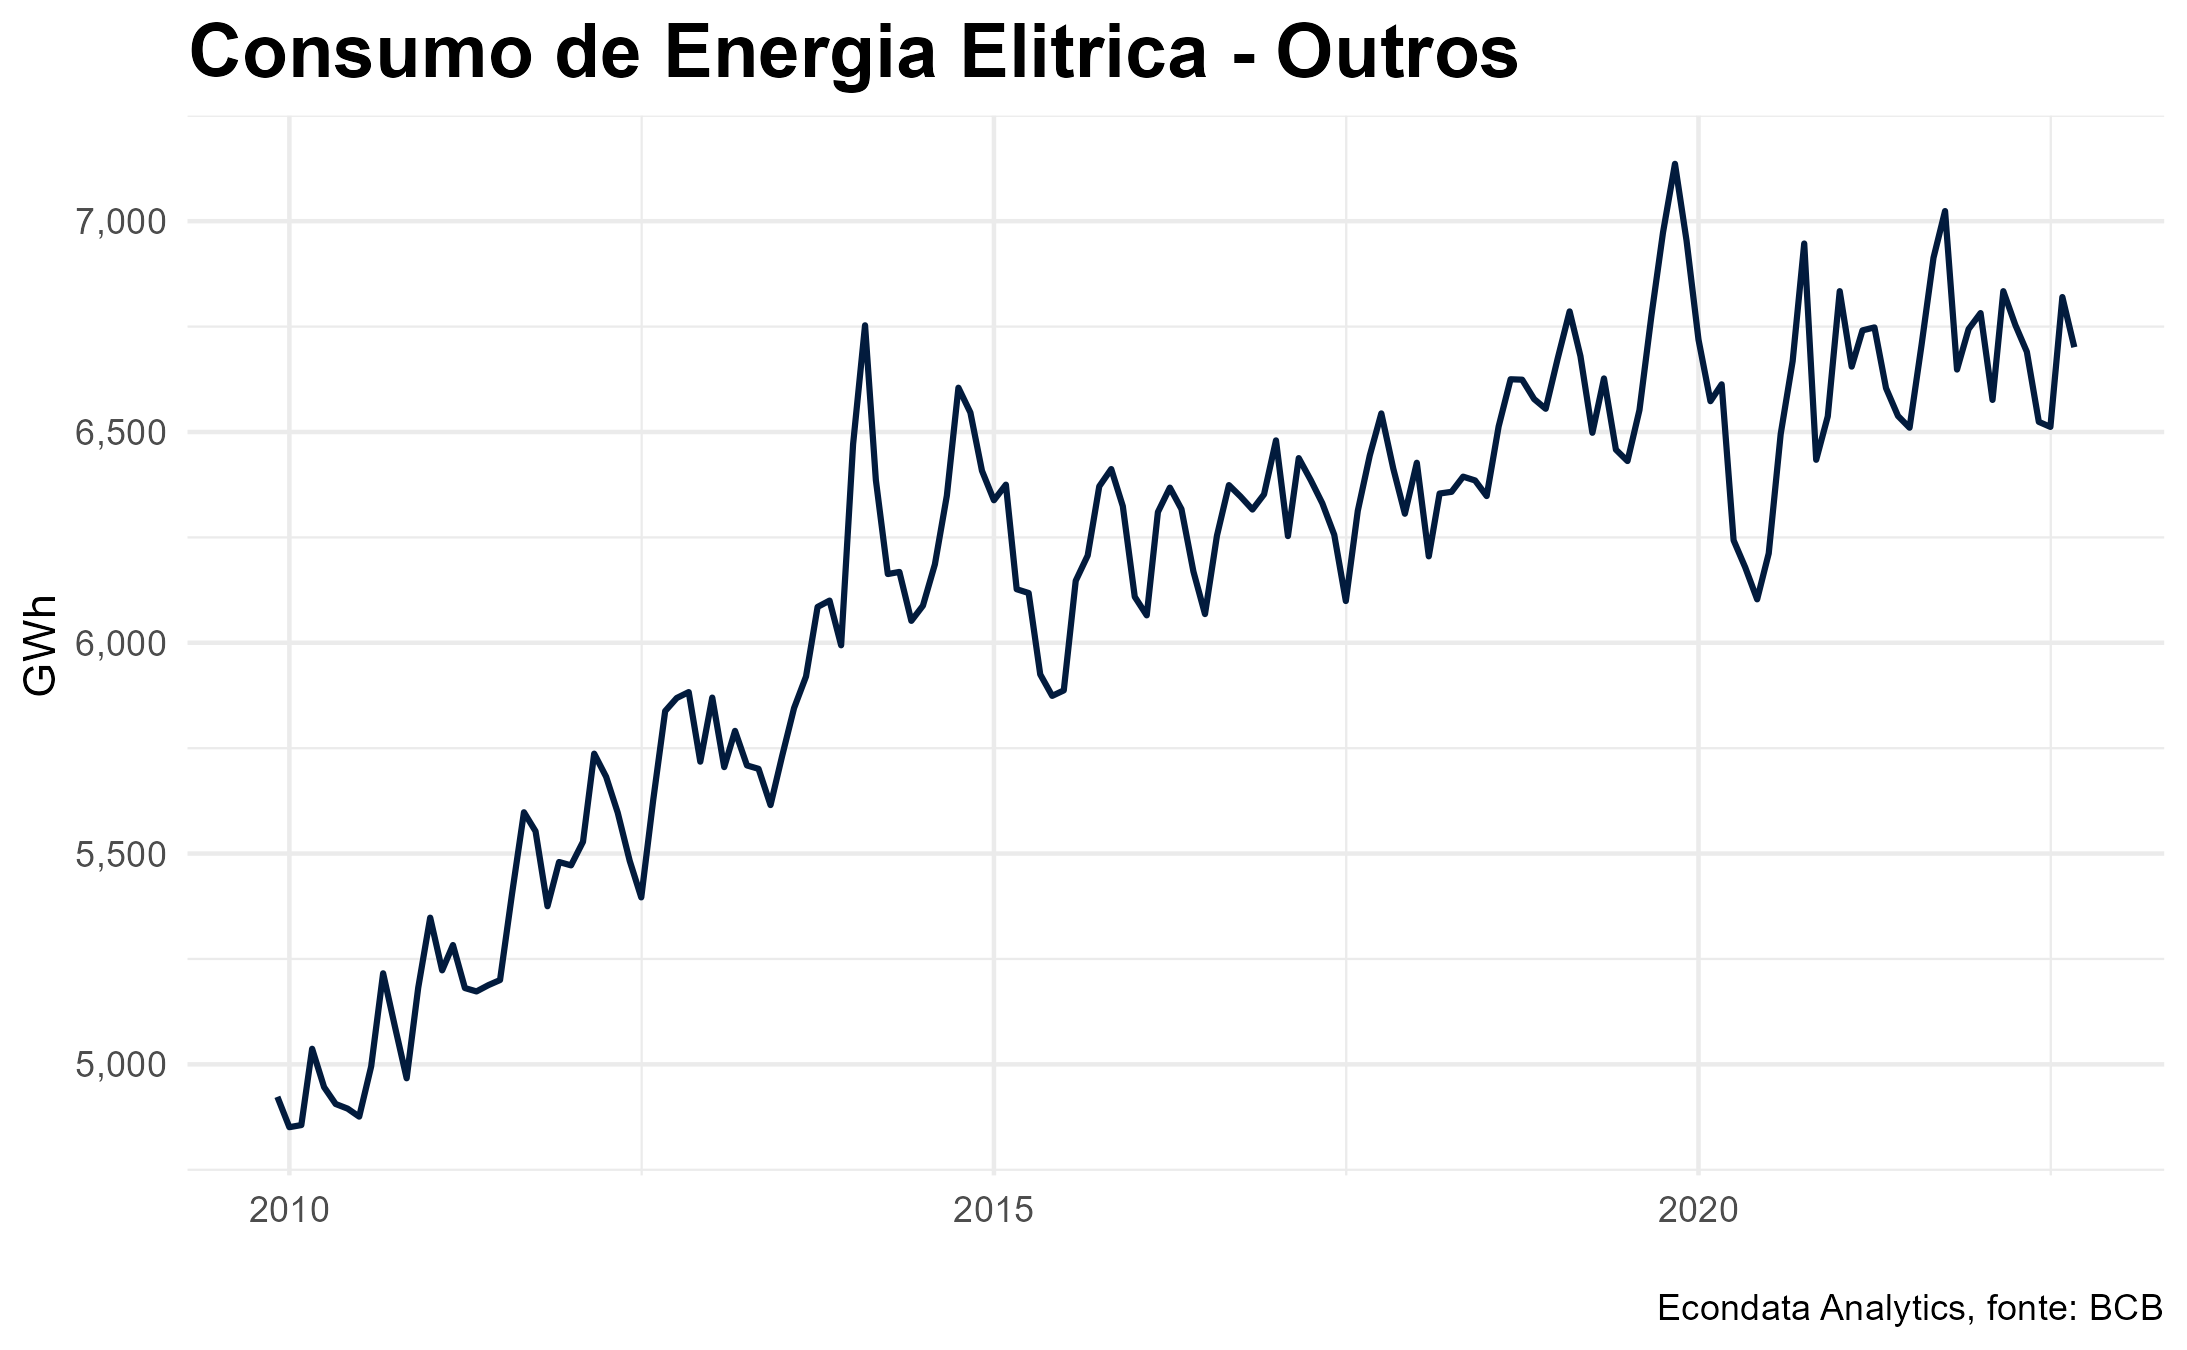 Consumo de Energia Elitrica - Outros
GWh
7,000
6,500
6,000
5,500
5,000
2010
2015
2020
Econdata Analytics, fonte: BCB